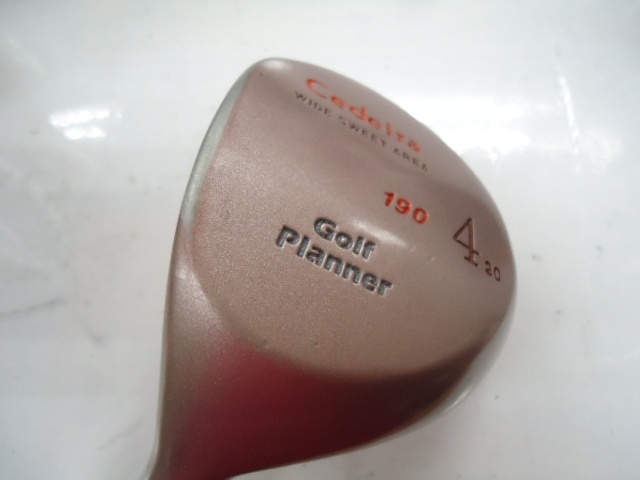 Cedeira
WIDE SWEET AREA
190
4 20
Golf
Planner